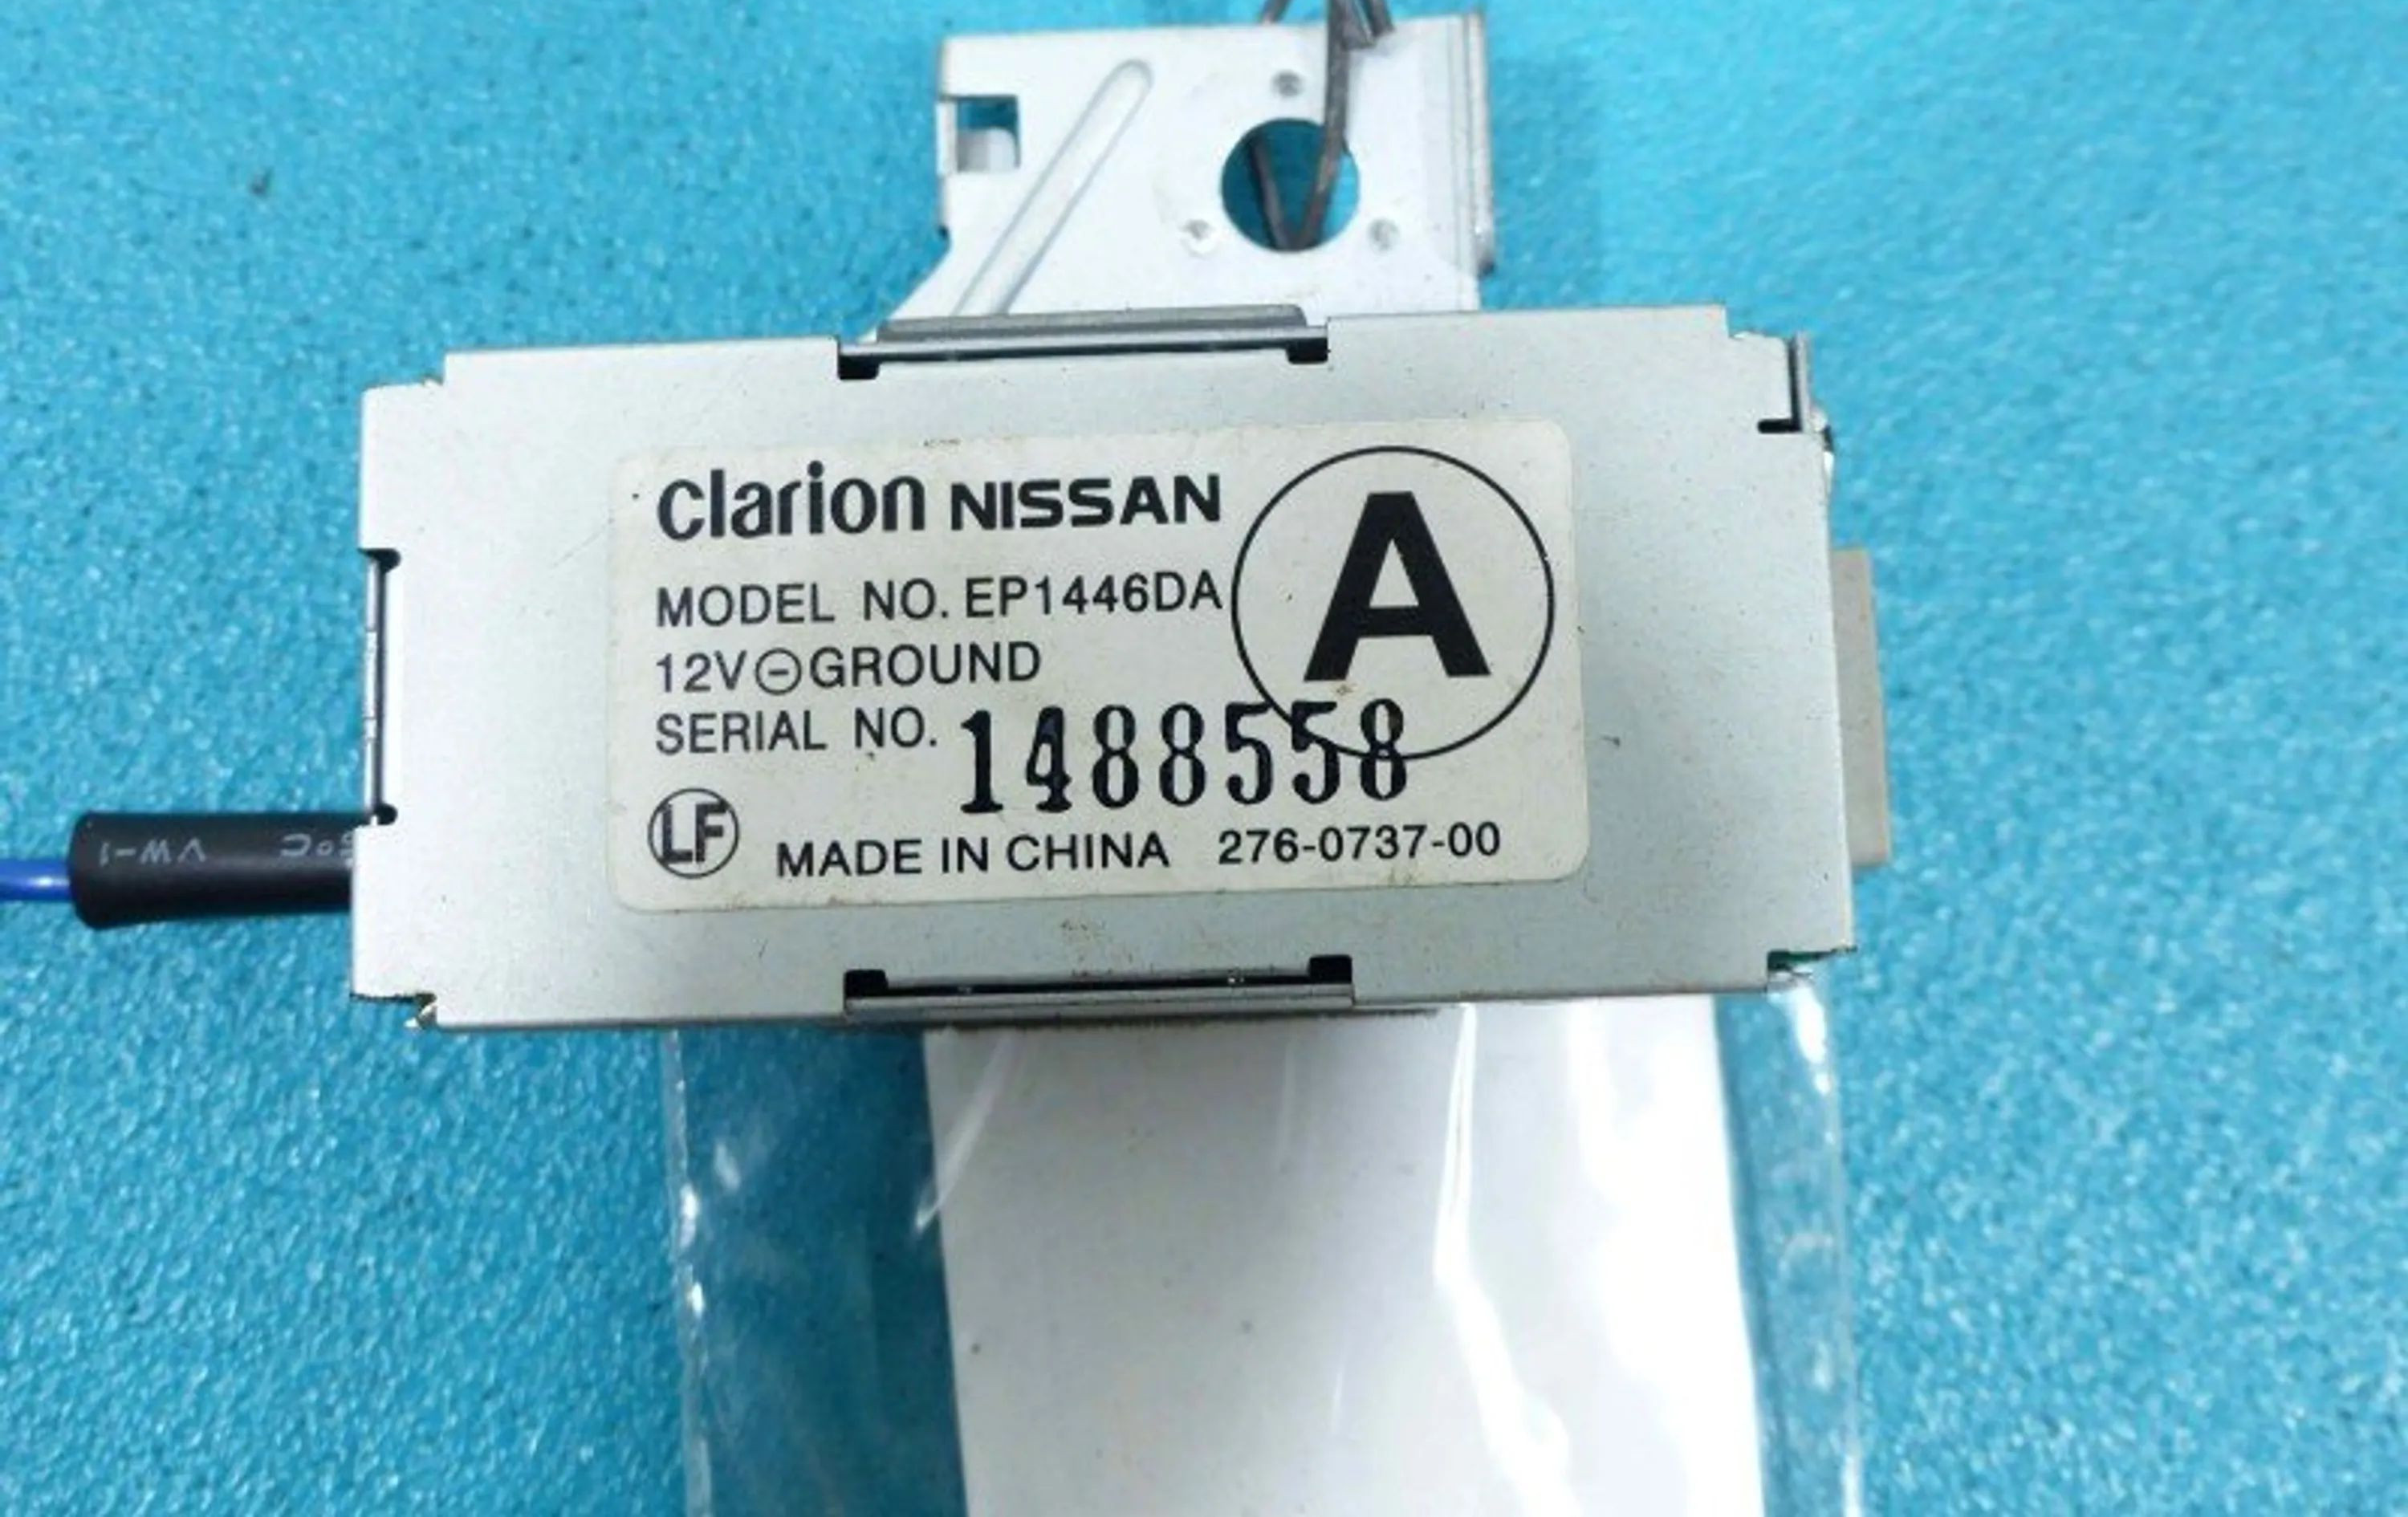 clarion NISSAN
A
MODEL NO. EP1446DA
12V⊖GROUND
SERIAL NO. 1488558
LF MADE IN CHINA 276-0737-00
VW-1